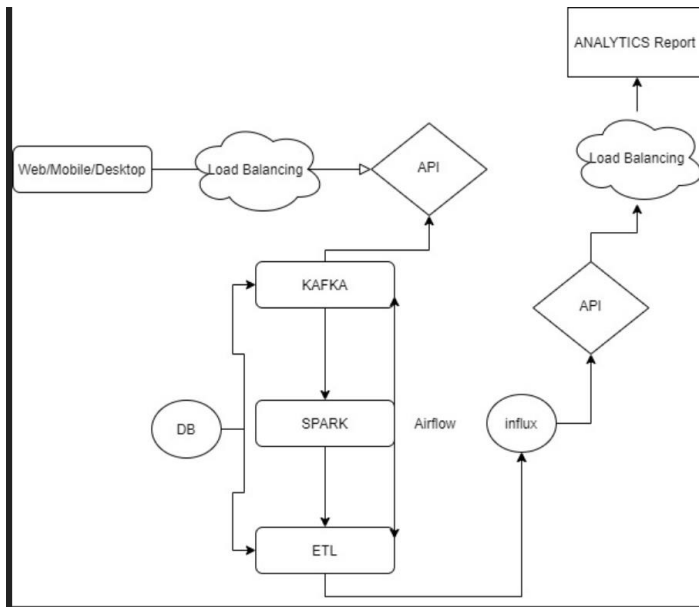 ANALYTICS Report
Web/Mobile/Desktop
Load Balancing
API
Load Balancing
KAFKA
API
DB
SPARK
Airflow
influx
ETL